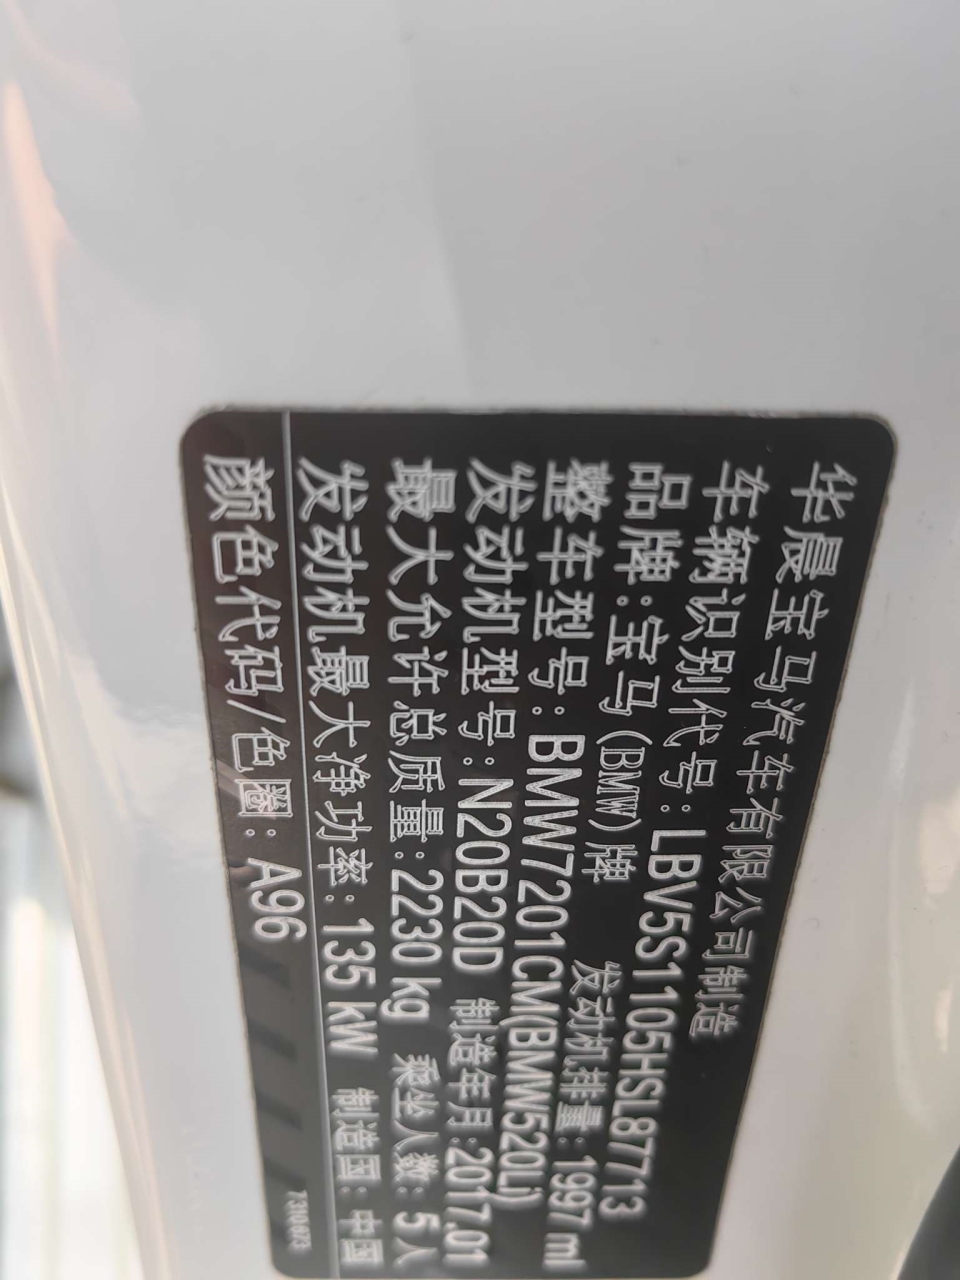 华晨宝马汽车有限公司制造
车辆识别代号:LBV5S1105HSL87713
品牌:宝马(BMW)牌 发动机排量:1997 ml
整车型号:BMW7201CM(BMW520Li)
发动机型号:N20B20D 制造年月:2017.01
最大允许总质量:2230 kg 乘坐人数:5人
发动机最大净功率:135 kW 制造国:中国
颜色代码/色圈:A96